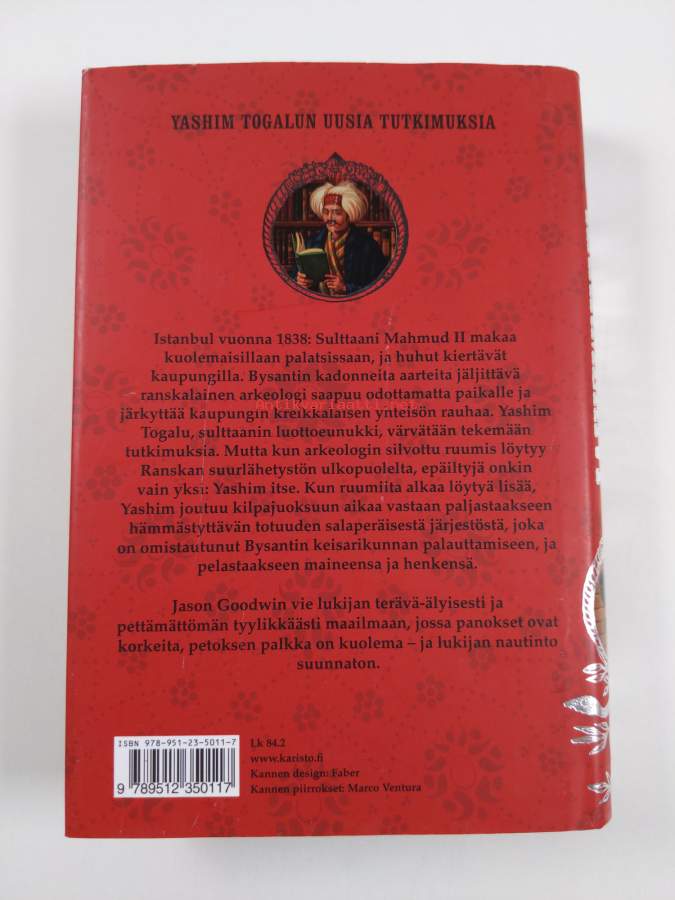 YASHIM TOGALUN UUSIA TUTKIMUKSIA
Istanbul vuonna 1838: Sulttaani Mahmud II makaa
kuolemaisillaan palatsissaan, ja huhut kiertävät
kaupungilla. Bysantin kadonneita aarteita jäljittävä
ranskalainen arkeologi saapuu odottamatta paikalle ja
järkyttää kaupungin kreikkalaisen yhteisön rauhaa. Yashim
Togalu, sulttaanin luottoeunukki, värvätään tekemään
tutkimuksia. Mutta kun arkeologin silvottu ruumis löytyy
Ranskan suurlähetystön ulkopuolelta, epäiltyjä onkin
vain yksi: Yashim itse. Kun ruumiita alkaa löytyä lisää,
Yashim joutuu kilpajuoksuun aikaa vastaan paljastaakseen
hämmästyttävän totuuden salaperäisestä järjestöstä, joka
on omistautunut Bysantin keisarikunnan palauttamiseen, ja
pelastaakseen maineensa ja henkensä.
Jason Goodwin vie lukijan terävä-älyisesti ja
pettämättömän tyylikkäästi maailmaan, jossa panokset ovat
korkeita, petoksen palkka on kuolema – ja lukijan nautinto
suunnaton.
ISBN 978-951-23-5011-7
9 789512 350117
Lk 84.2
www.karisto.fi
Kannen design: Faber
Kannen piirrokset: Marco Ventura